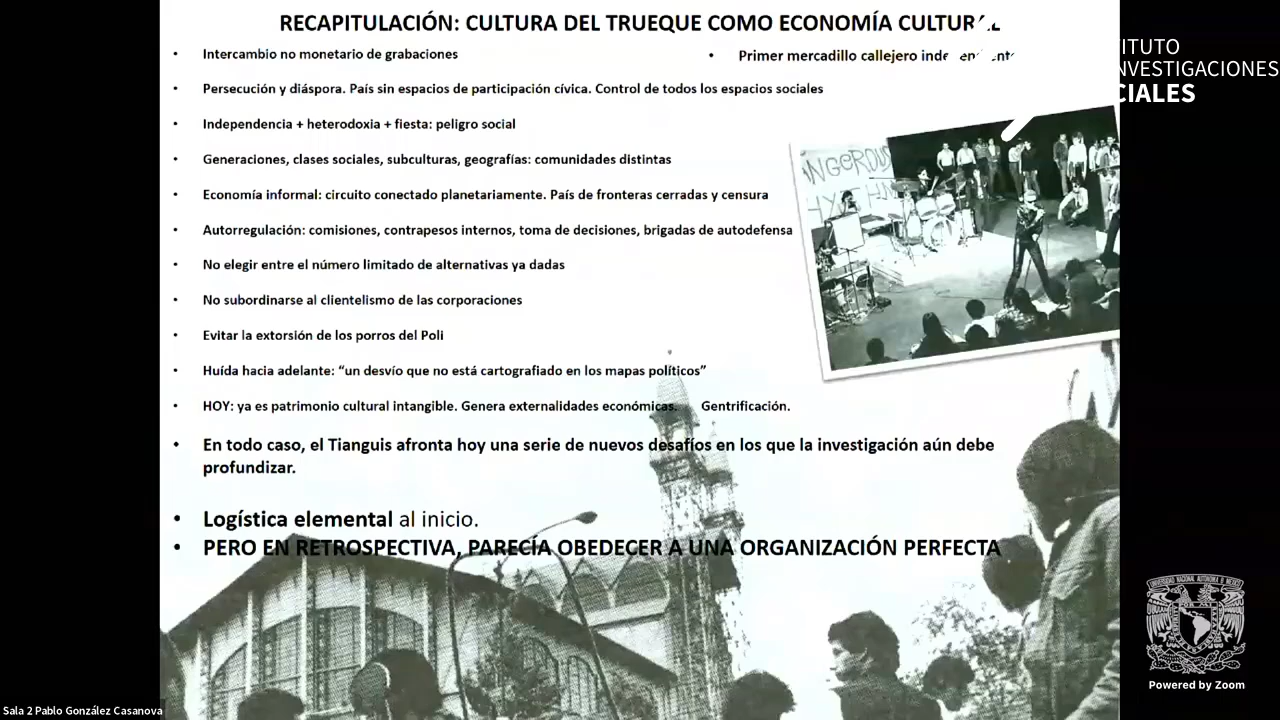 RECAPITULACIÓN: CULTURA DEL TRUEQUE COMO ECONOMÍA CULTURAL
• Intercambio no monetario de grabaciones
• Primer mercadillo callejero independiente
• Persecución y diáspora. País sin espacios de participación cívica. Control de todos los espacios sociales
• Independencia + heterodoxia + fiesta: peligro social
• Generaciones, clases sociales, subculturas, geografías: comunidades distintas
• Economía informal: circuito conectado planetariamente. País de fronteras cerradas y censura
• Autorregulación: comisiones, contrapesos internos, toma de decisiones, brigadas de autodefensa
• No elegir entre el número limitado de alternativas ya dadas
• No subordinarse al clientelismo de las corporaciones
• Evitar la extorsión de los porros del Poli
• Huída hacia adelante: “un desvío que no está cartografiado en los mapas políticos”
• HOY: ya es patrimonio cultural intangible. Genera externalidades económicas. Gentrificación.
• En todo caso, el Tianguis afronta hoy una serie de nuevos desafíos en los que la investigación aún debe
profundizar.
• Logística elemental al inicio.
• PERO EN RETROSPECTIVA, PARECÍA OBEDECER A UNA ORGANIZACIÓN PERFECTA
ITUTO
NVESTIGACIONES
CIALES
Powered by Zoom
Sala 2 Pablo González Casanova